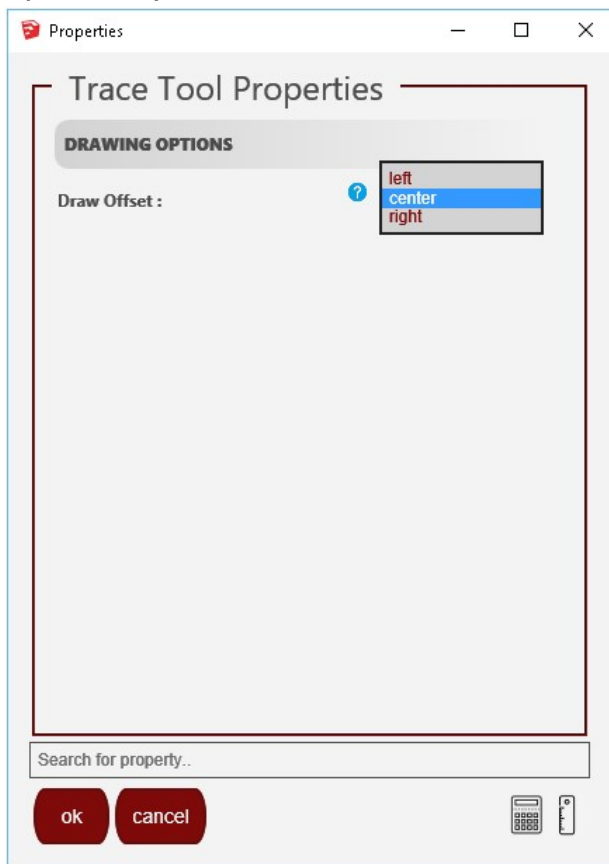 Properties
Trace Tool Properties
DRAWING OPTIONS
Draw Offset :
?
left
center
right
Search for property..
ok
cancel